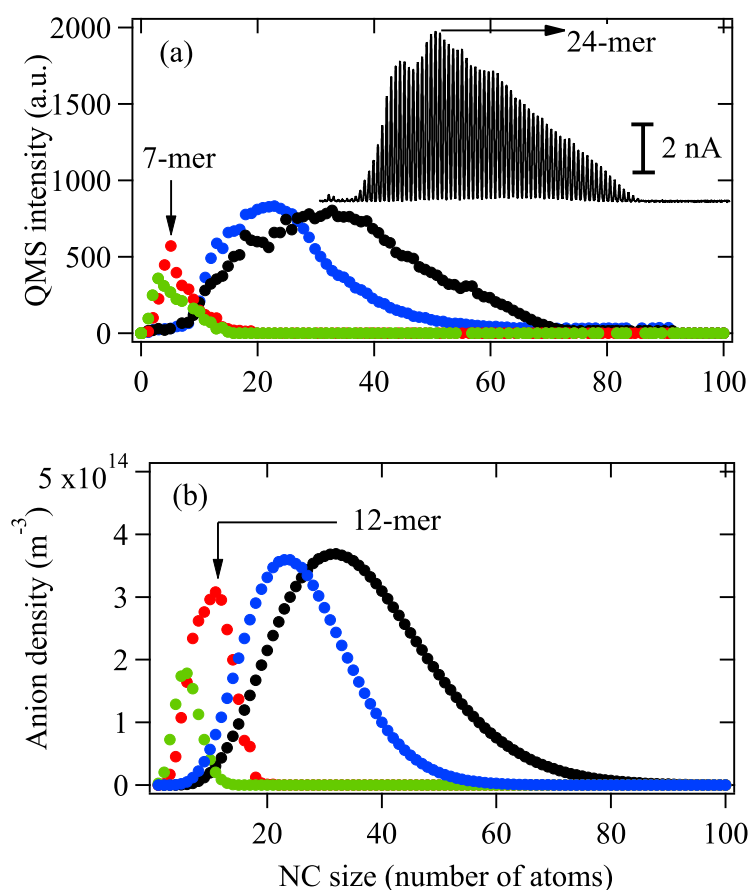 2000
(a)
24-mer
1500
2 nA
7-mer
1000
500
0
QMS intensity (a.u.)
0 20 40 60 80 100
5 x10^14
(b)
12-mer
4
3
2
1
0
Anion density (m^-3)
20 40 60 80 100
NC size (number of atoms)